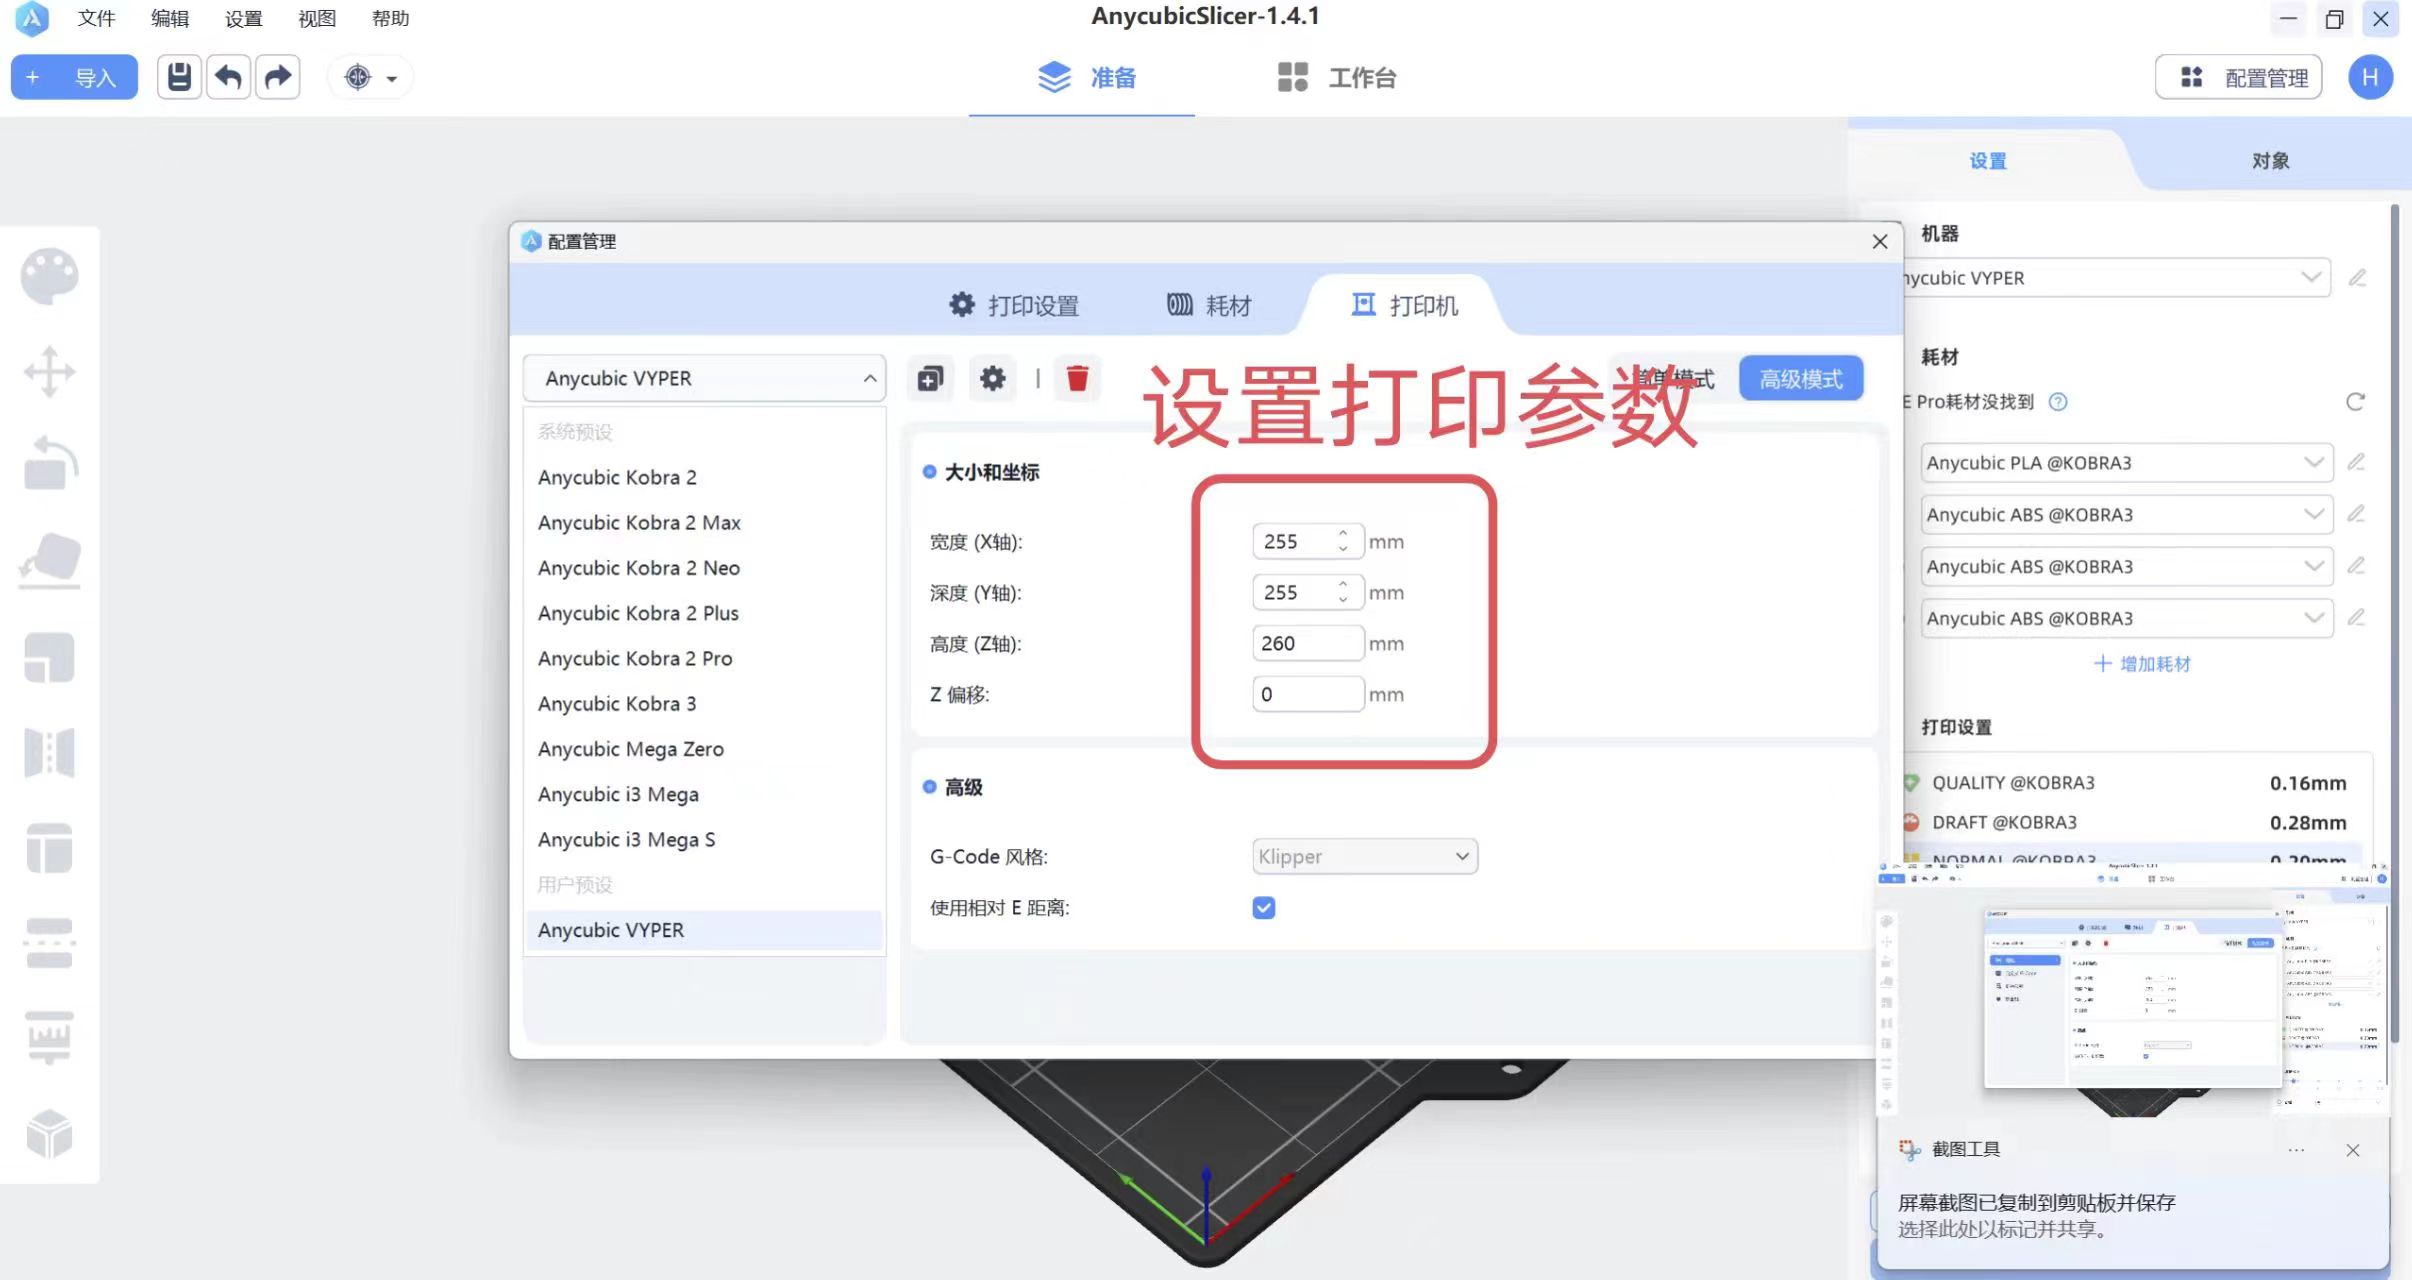 文件 编辑 设置 视图 帮助
AnycubicSlicer-1.4.1
+ 导入
准备
工作台
配置管理
H
设置
对象
配置管理
打印设置
耗材
打印机
Anycubic VYPER
系统预设
Anycubic Kobra 2
Anycubic Kobra 2 Max
Anycubic Kobra 2 Neo
Anycubic Kobra 2 Plus
Anycubic Kobra 2 Pro
Anycubic Kobra 3
Anycubic Mega Zero
Anycubic i3 Mega
Anycubic i3 Mega S
用户预设
Anycubic VYPER
设置打印参数
模式
高级模式
大小和坐标
宽度 (X轴): 255 mm
深度 (Y轴): 255 mm
高度 (Z轴): 260 mm
Z 偏移: 0 mm
高级
G-Code 风格: Klipper
使用相对 E 距离:
机器
nycubic VYPER
耗材
E Pro耗材没找到
Anycubic PLA @KOBRA3
Anycubic ABS @KOBRA3
Anycubic ABS @KOBRA3
Anycubic ABS @KOBRA3
+ 增加耗材
打印设置
QUALITY @KOBRA3 0.16mm
DRAFT @KOBRA3 0.28mm
NORMAL @KOBRA3 0.20mm
截图工具
屏幕截图已复制到剪贴板并保存
选择此处以标记并共享。